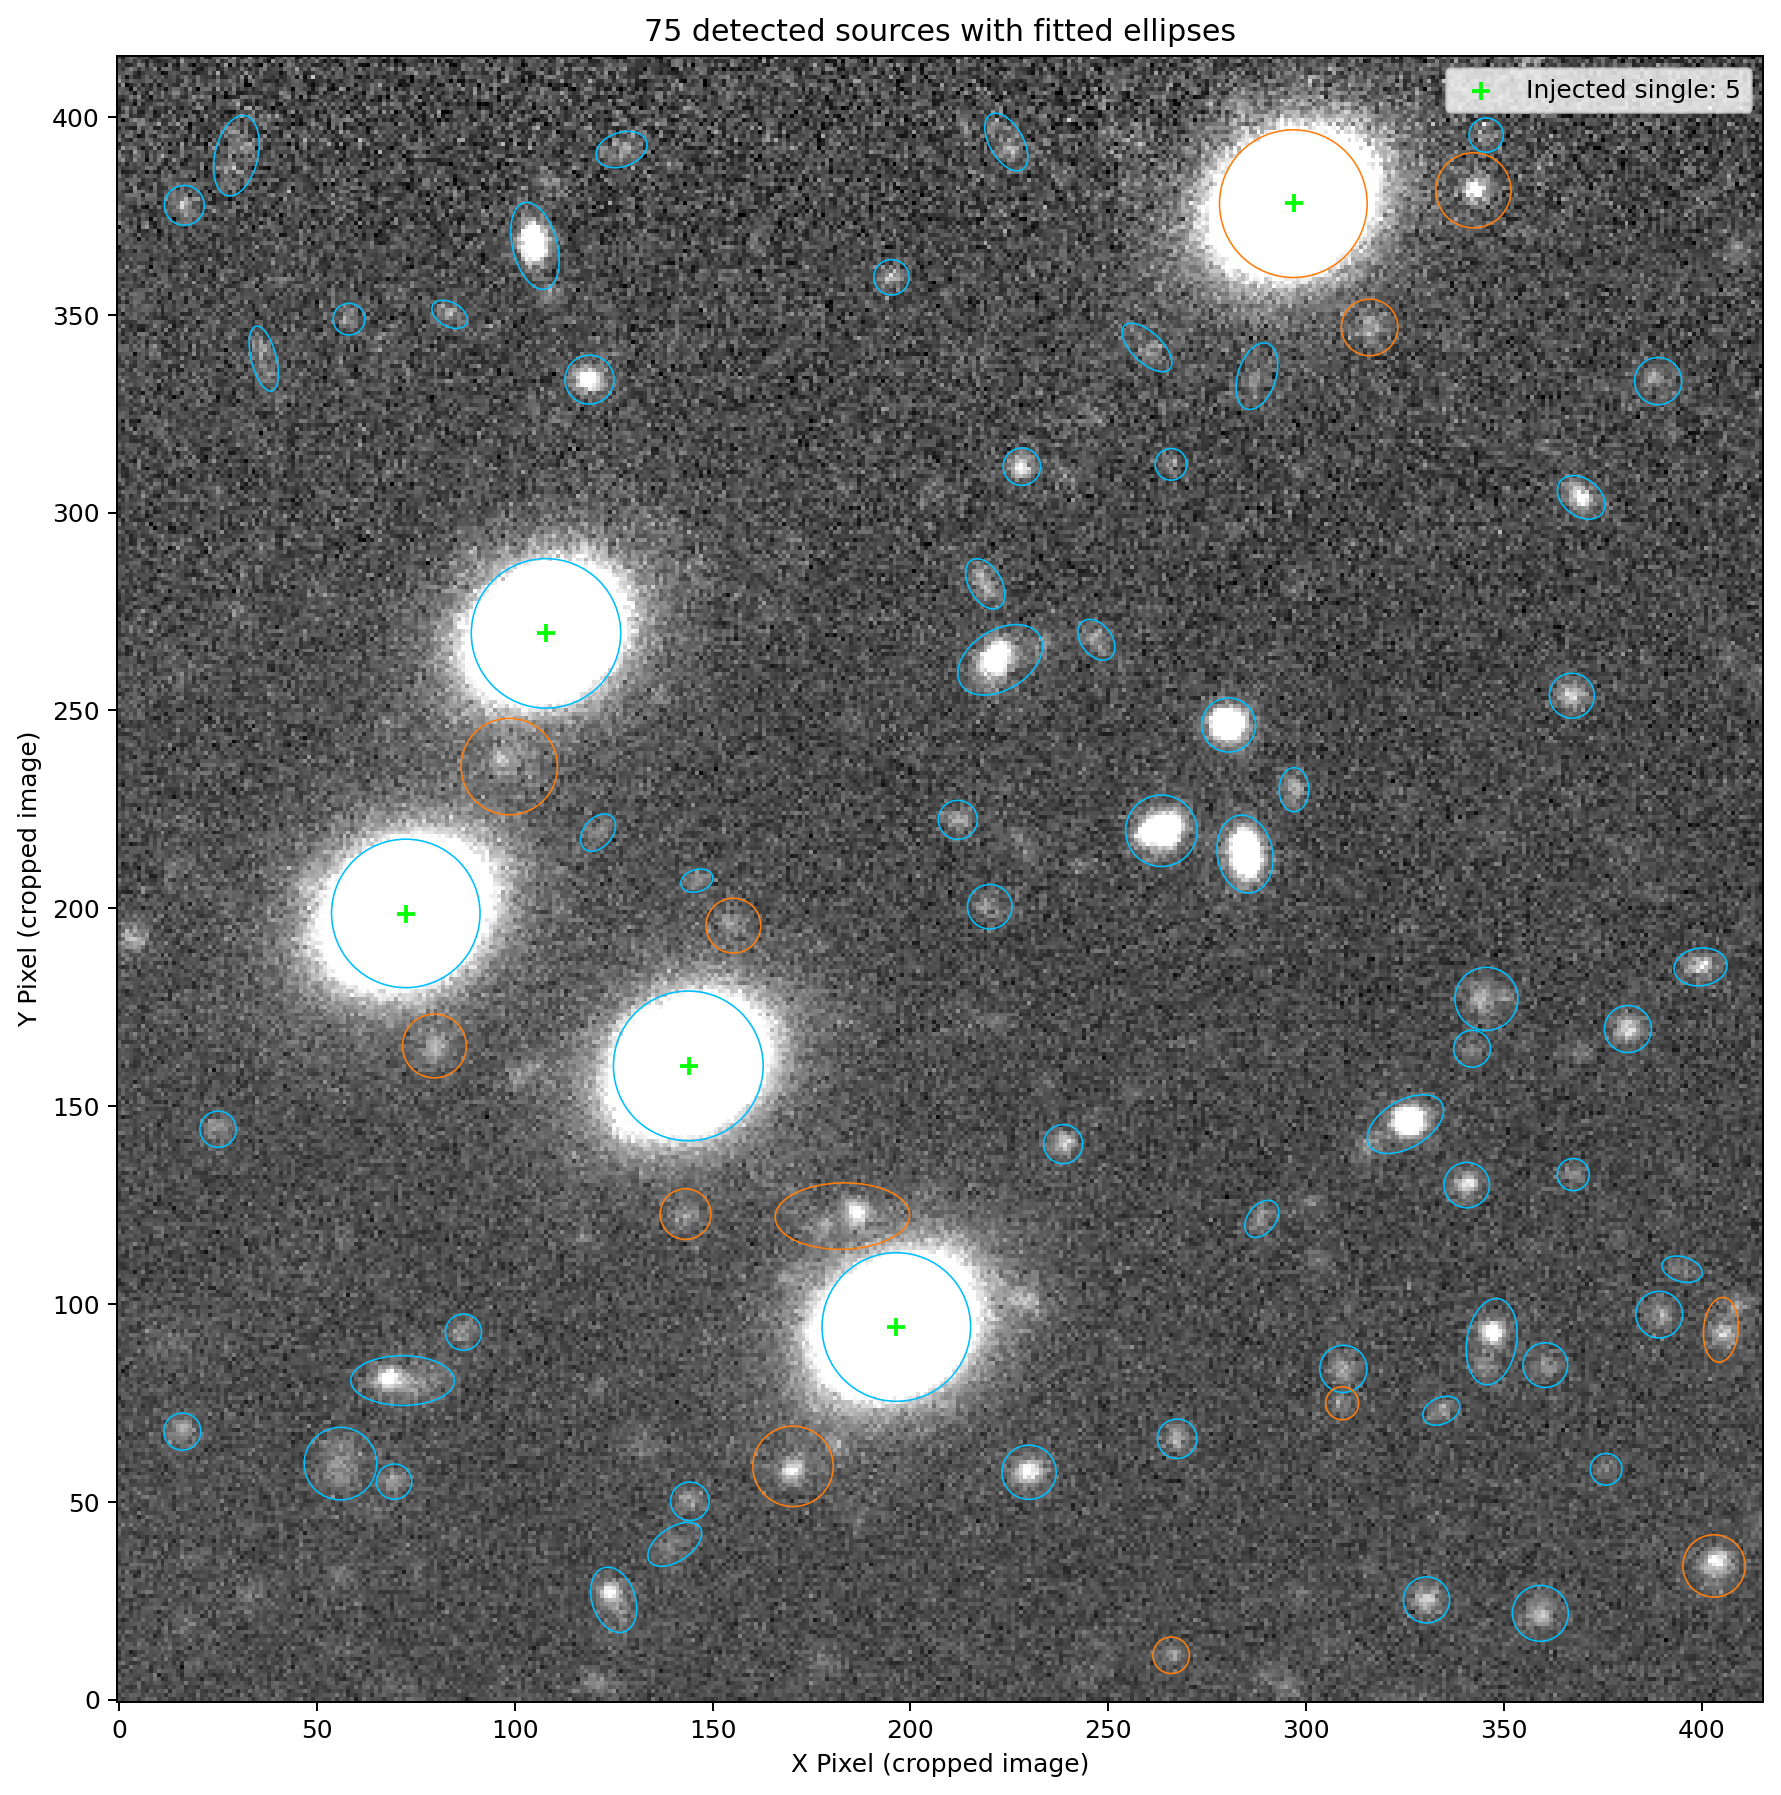 75 detected sources with fitted ellipses
Injected single: 5
400
350
300
250
200
150
100
50
0
Y Pixel (cropped image)
0 50 100 150 200 250 300 350 400
X Pixel (cropped image)